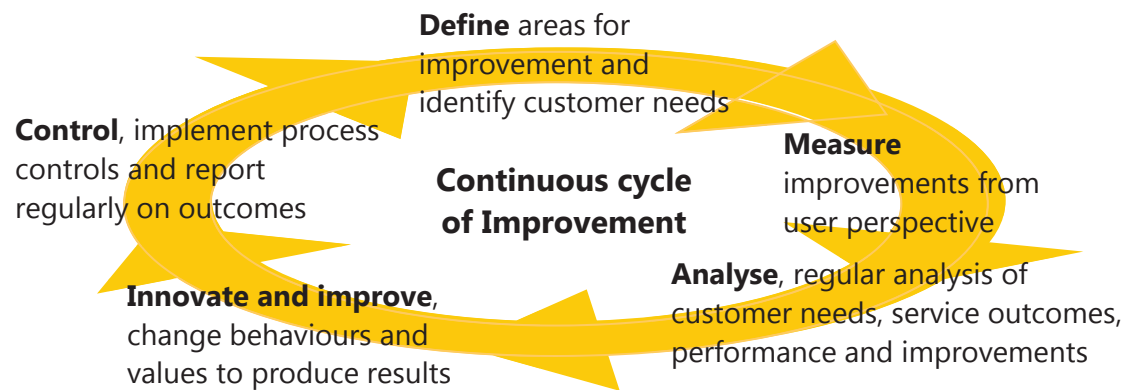 Define areas for
improvement and
identify customer needs
Measure
improvements from
user perspective
Analyse, regular analysis of
customer needs, service outcomes,
performance and improvements
Innovate and improve,
change behaviours and
values to produce results
Control, implement process
controls and report
regularly on outcomes
Continuous cycle
of Improvement